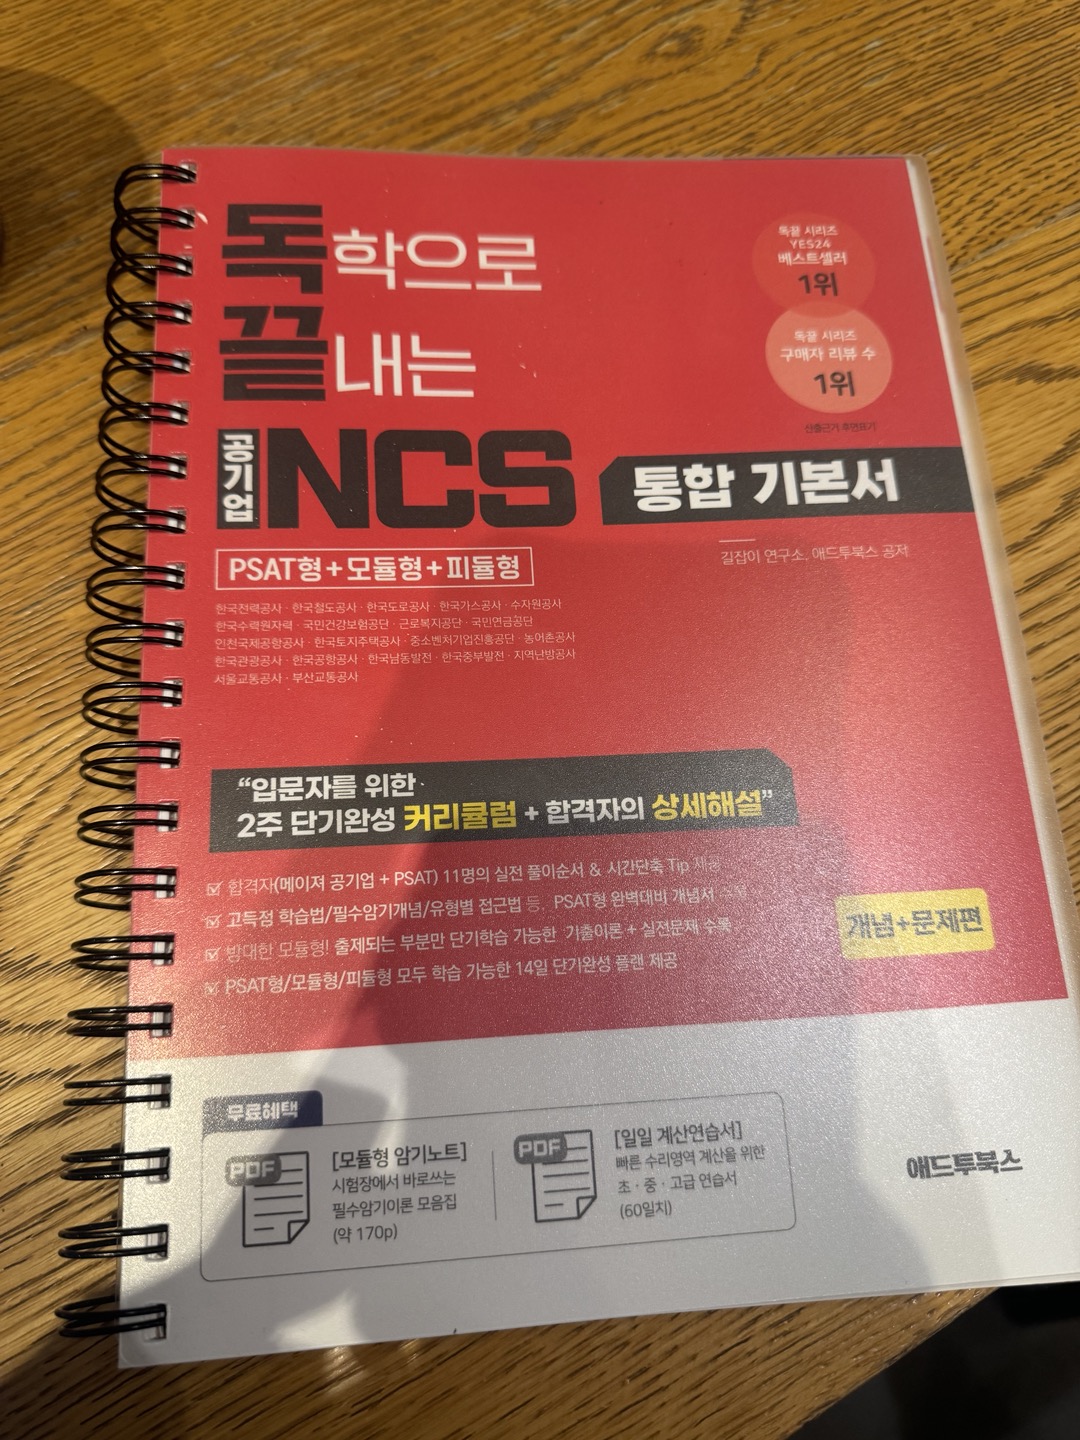 독학으로
끝내는
공기업 NCS 통합 기본서
독끝 시리즈
YES24
베스트셀러
1위
독끝 시리즈
구매자 리뷰 수
1위
산출근거 후면표기
길잡이 연구소, 애드투북스 공저
PSAT형+모듈형+피듈형
한국전력공사 · 한국철도공사 · 한국도로공사 · 한국가스공사 · 수자원공사
한국수력원자력 · 국민건강보험공단 · 근로복지공단 · 국민연금공단
인천국제공항공사 · 한국토지주택공사 · 중소벤처기업진흥공단 · 농어촌공사
한국관광공사 · 한국공항공사 · 한국남동발전 · 한국중부발전 · 지역난방공사
서울교통공사 · 부산교통공사
“입문자를 위한
2주 단기완성 커리큘럼 + 합격자의 상세해설”
합격자(메이저 공기업 + PSAT) 11명의 실전 풀이순서 & 시간단축 Tip 제공
고득점 학습법/필수암기개념/유형별 접근법 등, PSAT형 완벽대비 개념서
방대한 모듈형! 출제되는 부분만 단기학습 가능한 기출이론 + 실전문제 수록
PSAT형/모듈형/피듈형 모두 학습 가능한 14일 단기완성 플랜 제공
개념+문제편
무료혜택
PDF
[모듈형 암기노트]
시험장에서 바로쓰는
필수암기이론 모음집
(약 170p)
PDF
[일일 계산연습서]
빠른 수리영역 계산을 위한
초 · 중 · 고급 연습서
(60일치)
애드투북스